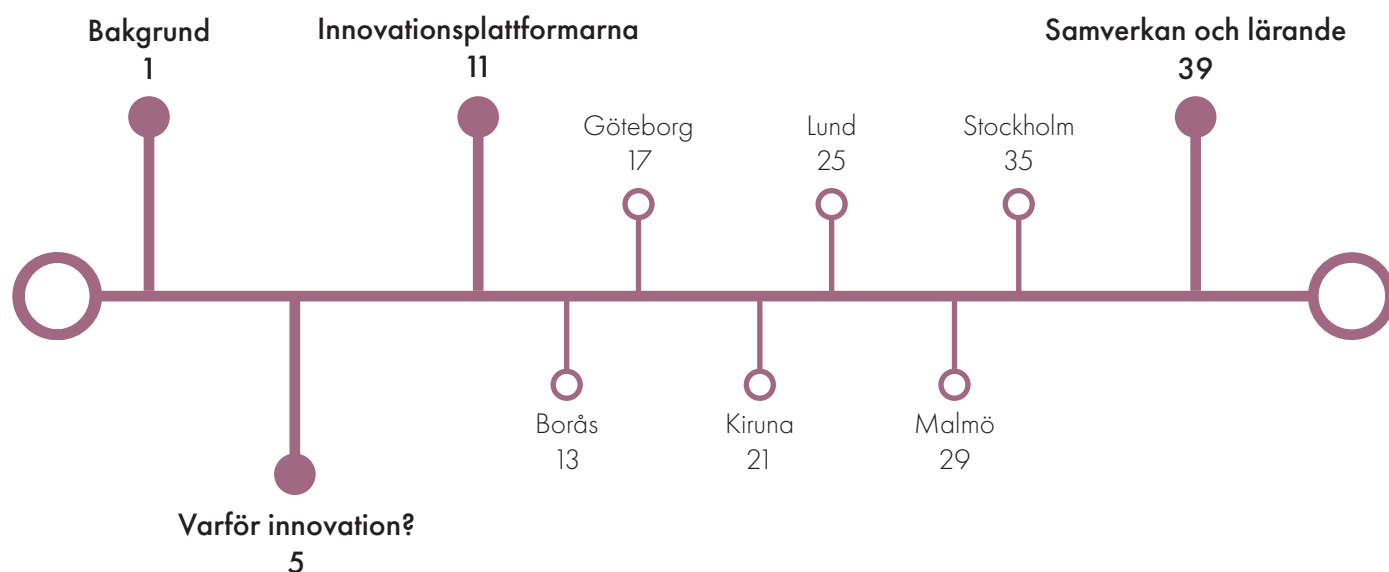 Bakgrund
1
Innovationsplattformarna
11
Samverkan och lärande
39
Göteborg
17
Lund
25
Stockholm
35
Borås
13
Kiruna
21
Malmö
29
Varför innovation?
5